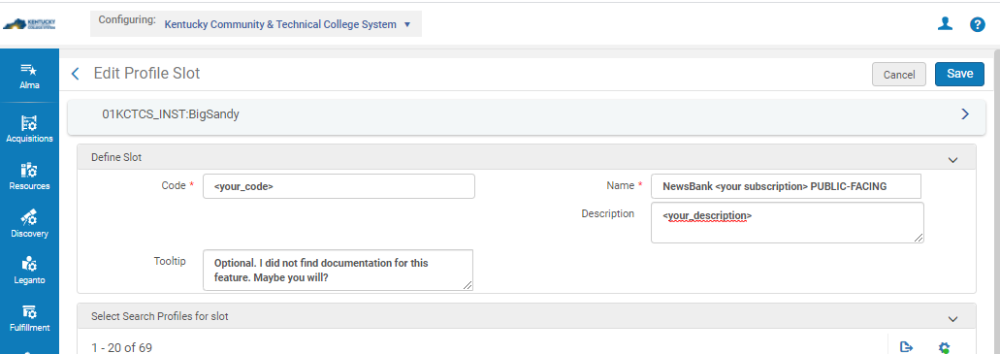 KENTUCKY
Configuring:
Kentucky Community & Technical College System
Alma
Edit Profile Slot
Cancel
Save
01KCTCS_INST:BigSandy
Acquisitions
Define Slot
Code *
<your_code>
Name *
NewsBank <your subscription> PUBLIC-FACING
Resources
Description
<your_description>
Discovery
Tooltip
Optional. I did not find documentation for this
feature. Maybe you will?
Leganto
Select Search Profiles for slot
Fulfillment
1 - 20 of 69